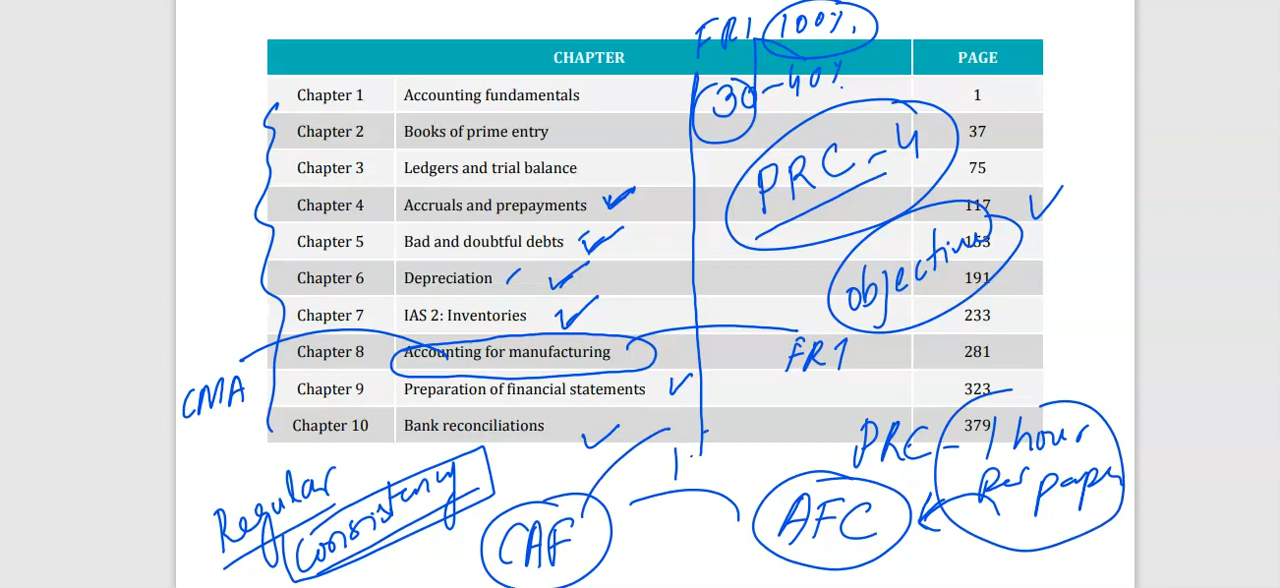 FR1 100%.
CHAPTER PAGE
30-40%
Chapter 1 Accounting fundamentals 1
Chapter 2 Books of prime entry 37
PRC-4
Chapter 3 Ledgers and trial balance 75
Chapter 4 Accruals and prepayments 117
Chapter 5 Bad and doubtful debts 153
objective
Chapter 6 Depreciation 191
Chapter 7 IAS 2: Inventories 233
Chapter 8 Accounting for manufacturing 281
FR1
CMA
Chapter 9 Preparation of financial statements 323
Chapter 10 Bank reconciliations 379
PRC - 1 hour
Per paper
Regular
Consistency
CAF
AFC